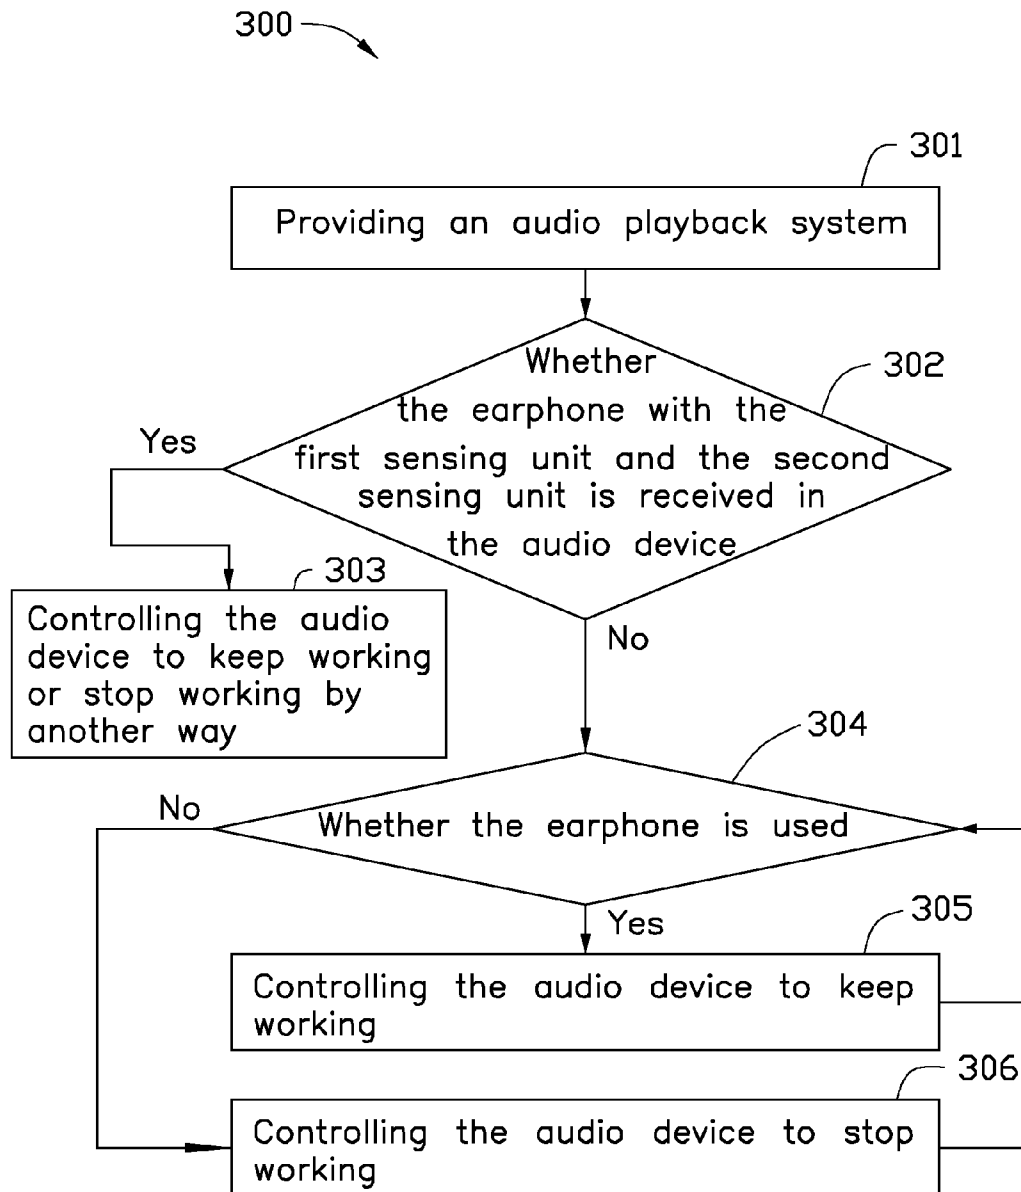 300
301
Providing an audio playback system
302
Whether
the earphone with the
first sensing unit and the second
sensing unit is received in
the audio device
Yes
303
Controlling the audio
device to keep working
or stop working by
another way
No
304
No
Whether the earphone is used
Yes
305
Controlling the audio device to keep
working
306
Controlling the audio device to stop
working